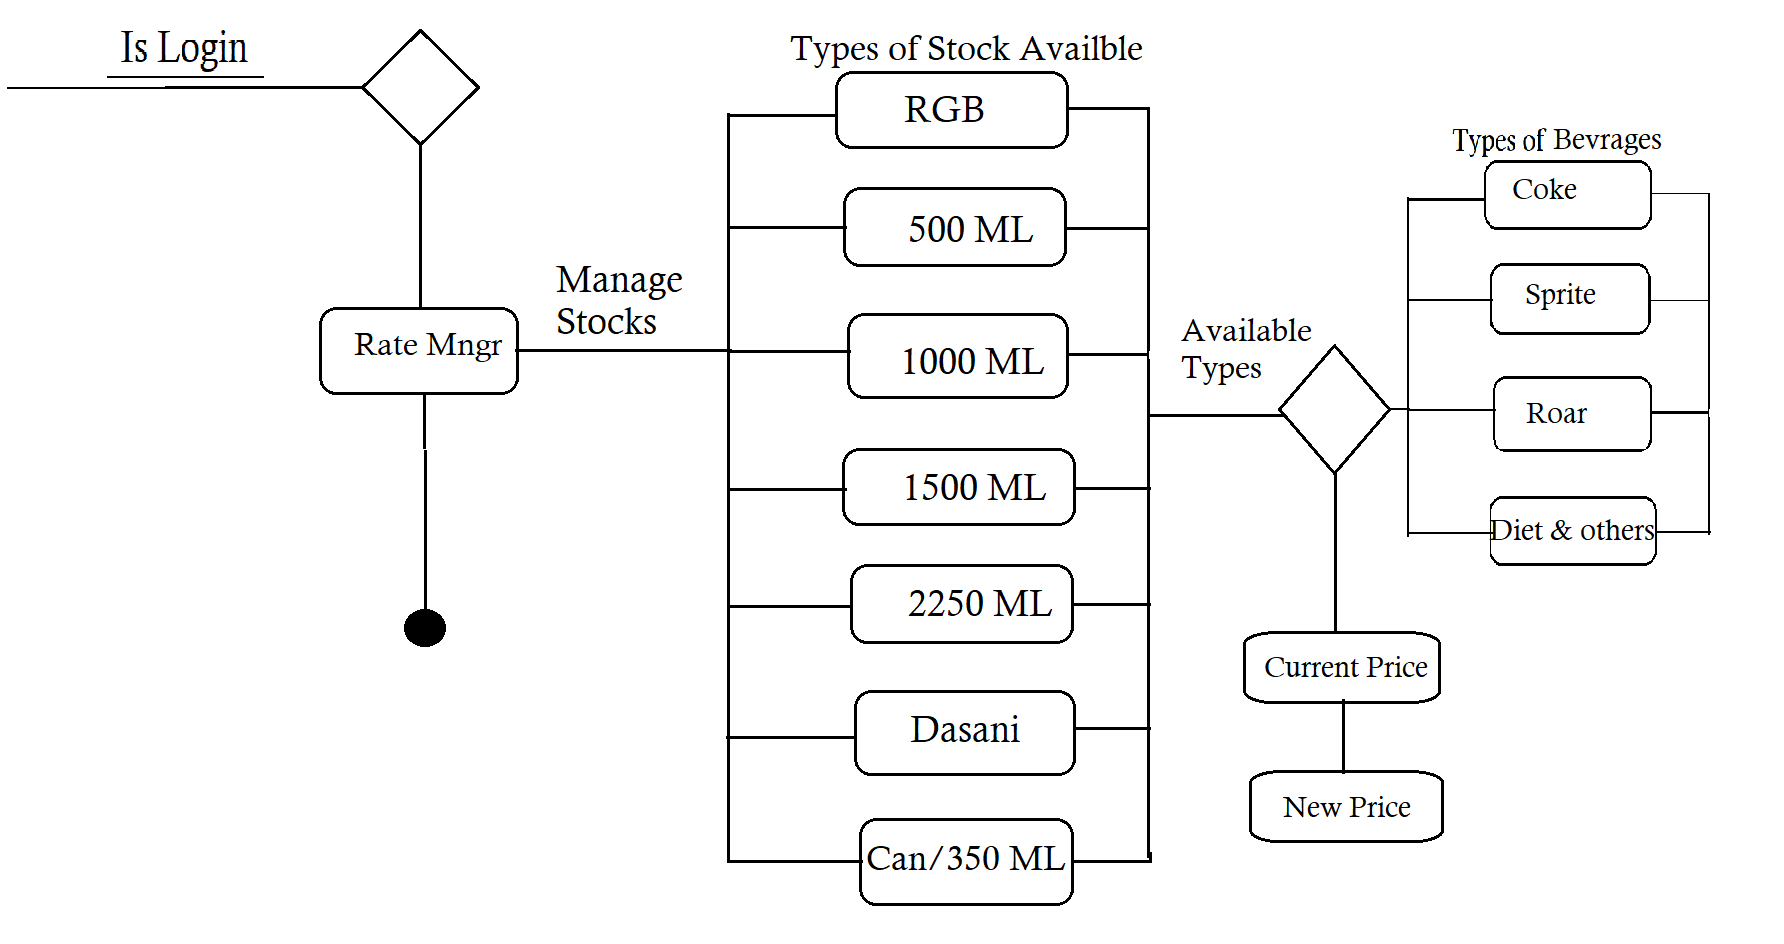 Is Login
Rate Mngr
Manage
Stocks
Types of Stock Availble
RGB
500 ML
1000 ML
1500 ML
2250 ML
Dasani
Can/350 ML
Available
Types
Types of Bevrages
Coke
Sprite
Roar
Diet & others
Current Price
New Price